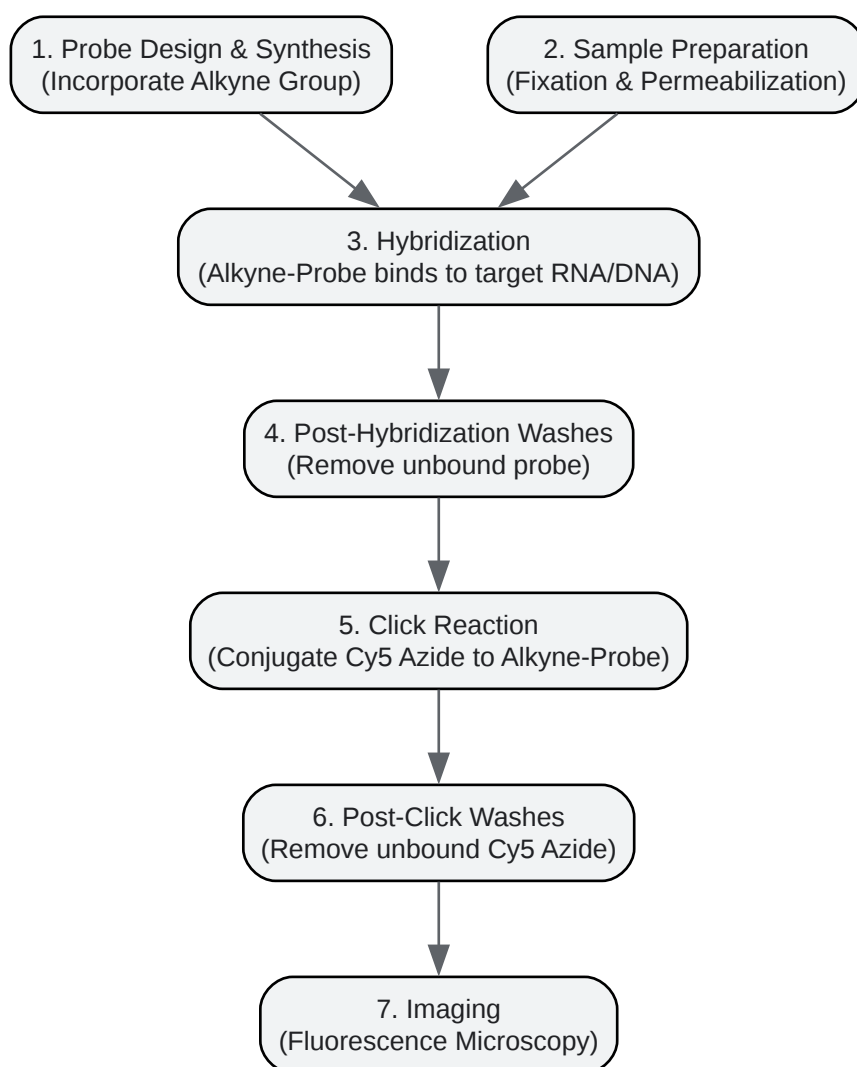 1. Probe Design & Synthesis
(Incorporate Alkyne Group)
2. Sample Preparation
(Fixation & Permeabilization)
3. Hybridization
(Alkyne-Probe binds to target RNA/DNA)
4. Post-Hybridization Washes
(Remove unbound probe)
5. Click Reaction
(Conjugate Cy5 Azide to Alkyne-Probe)
6. Post-Click Washes
(Remove unbound Cy5 Azide)
7. Imaging
(Fluorescence Microscopy)